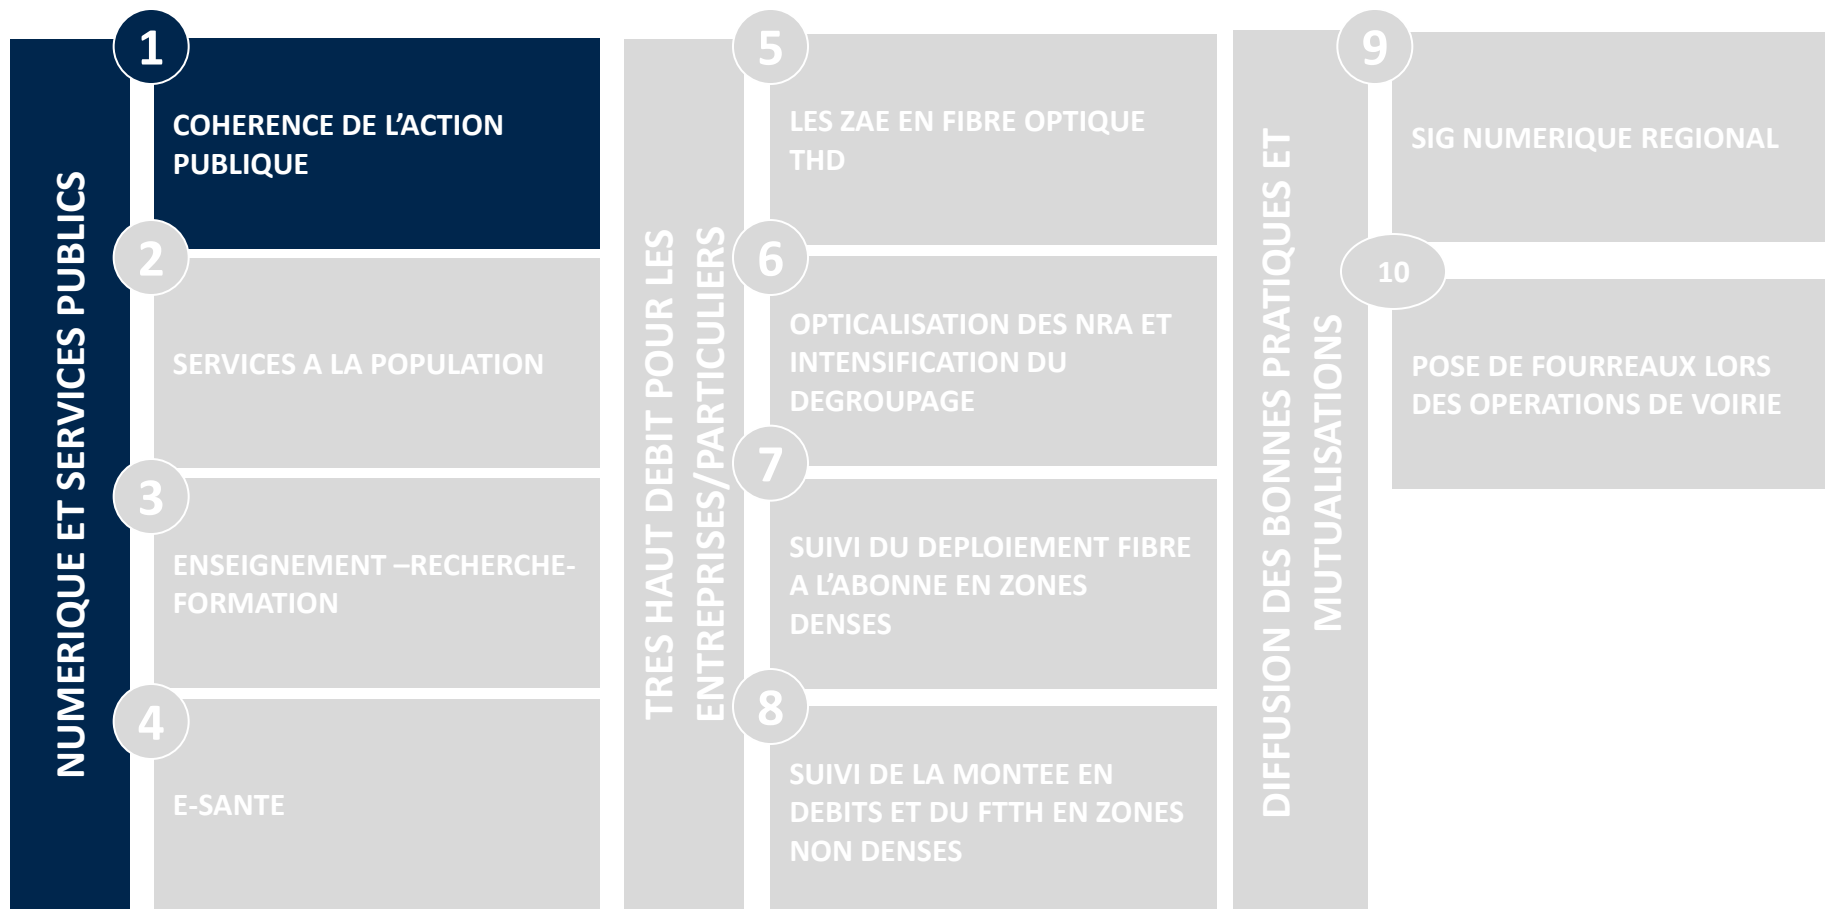 NUMERIQUE ET SERVICES PUBLICS
1
COHERENCE DE L’ACTION
PUBLIQUE
2
SERVICES A LA POPULATION
3
ENSEIGNEMENT –RECHERCHE-
FORMATION
4
E-SANTE
TRES HAUT DEBIT POUR LES
ENTREPRISES/PARTICULIERS
5
LES ZAE EN FIBRE OPTIQUE
THD
6
OPTICALISATION DES NRA ET
INTENSIFICATION DU
DEGROUPAGE
7
SUIVI DU DEPLOIEMENT FIBRE
A L’ABONNE EN ZONES
DENSES
8
SUIVI DE LA MONTEE EN
DEBITS ET DU FTTH EN ZONES
NON DENSES
DIFFUSION DES BONNES PRATIQUES ET
MUTUALISATIONS
9
SIG NUMERIQUE REGIONAL
10
POSE DE FOURREAUX LORS
DES OPERATIONS DE VOIRIE